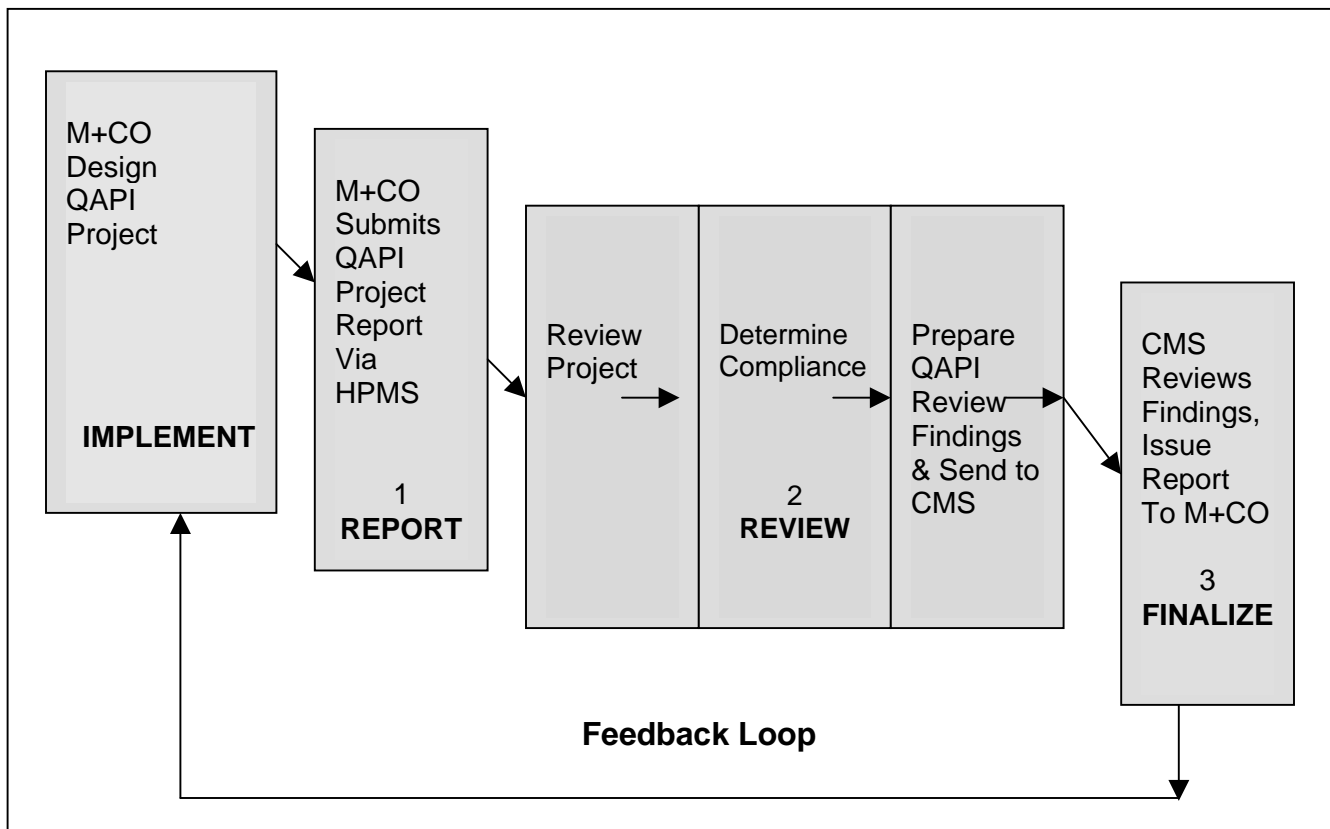 M+CO
Design
QAPI
Project
IMPLEMENT
M+CO
Submits
QAPI
Project
Report
Via
HPMS
1
REPORT
Review
Project
Determine
Compliance
2
REVIEW
Prepare
QAPI
Review
Findings
& Send to
CMS
CMS
Reviews
Findings,
Issue
Report
To M+CO
3
FINALIZE
Feedback Loop